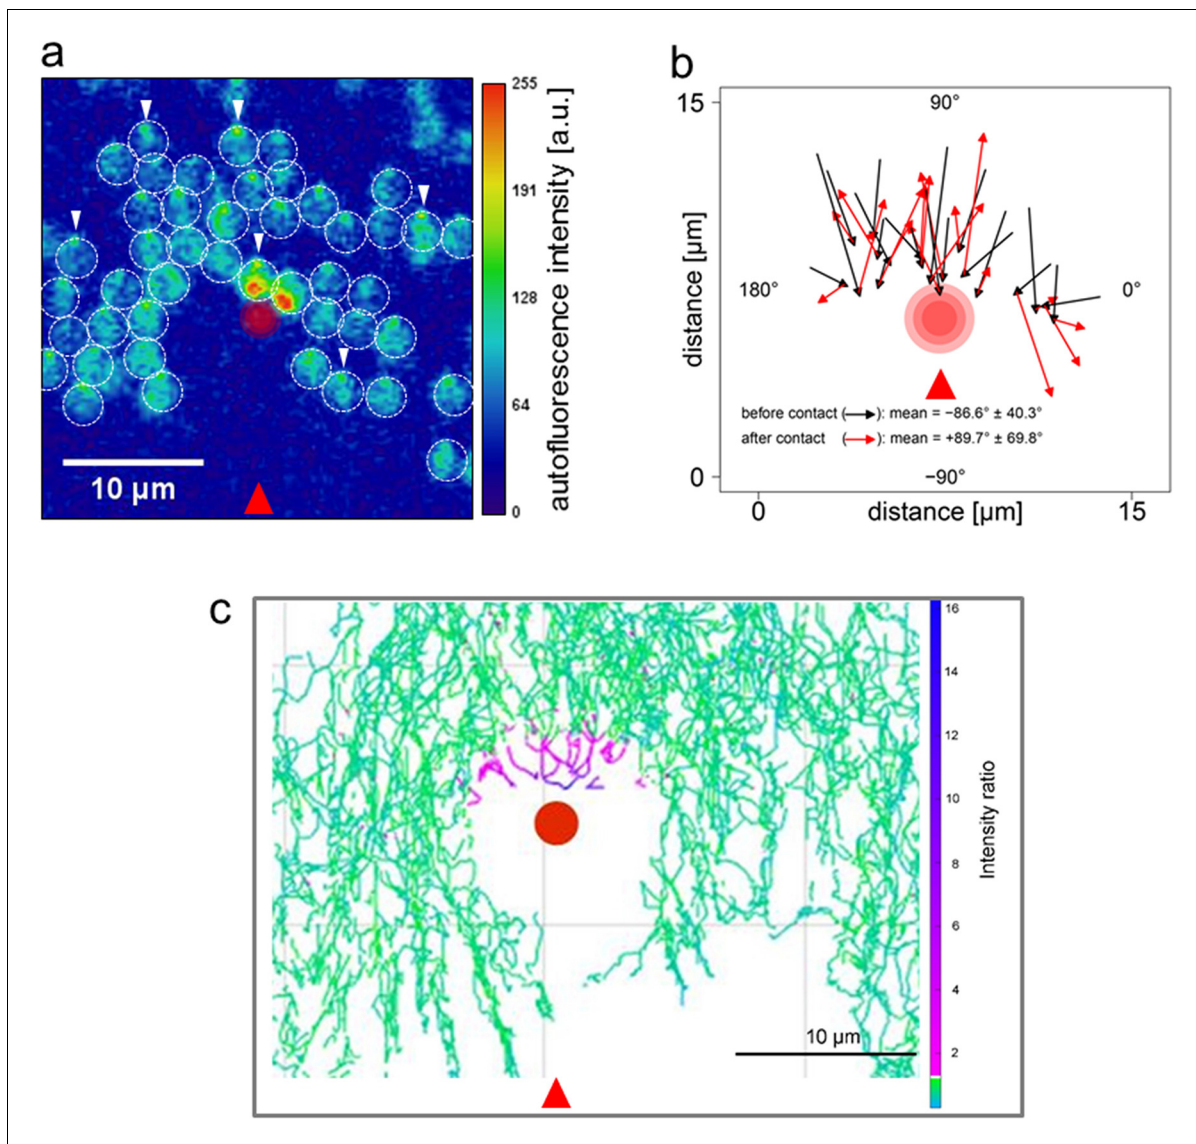 a
255
191
128
64
0
autofluorescence intensity [a.u.]
10 µm
b
15
90°
distance [µm]
180°
0°
before contact (→): mean = −86.6° ± 40.3°
after contact (→): mean = +89.7° ± 69.8°
0
−90°
0
distance [µm]
15
c
16
14
12
10
8
6
4
2
Intensity ratio
10 µm